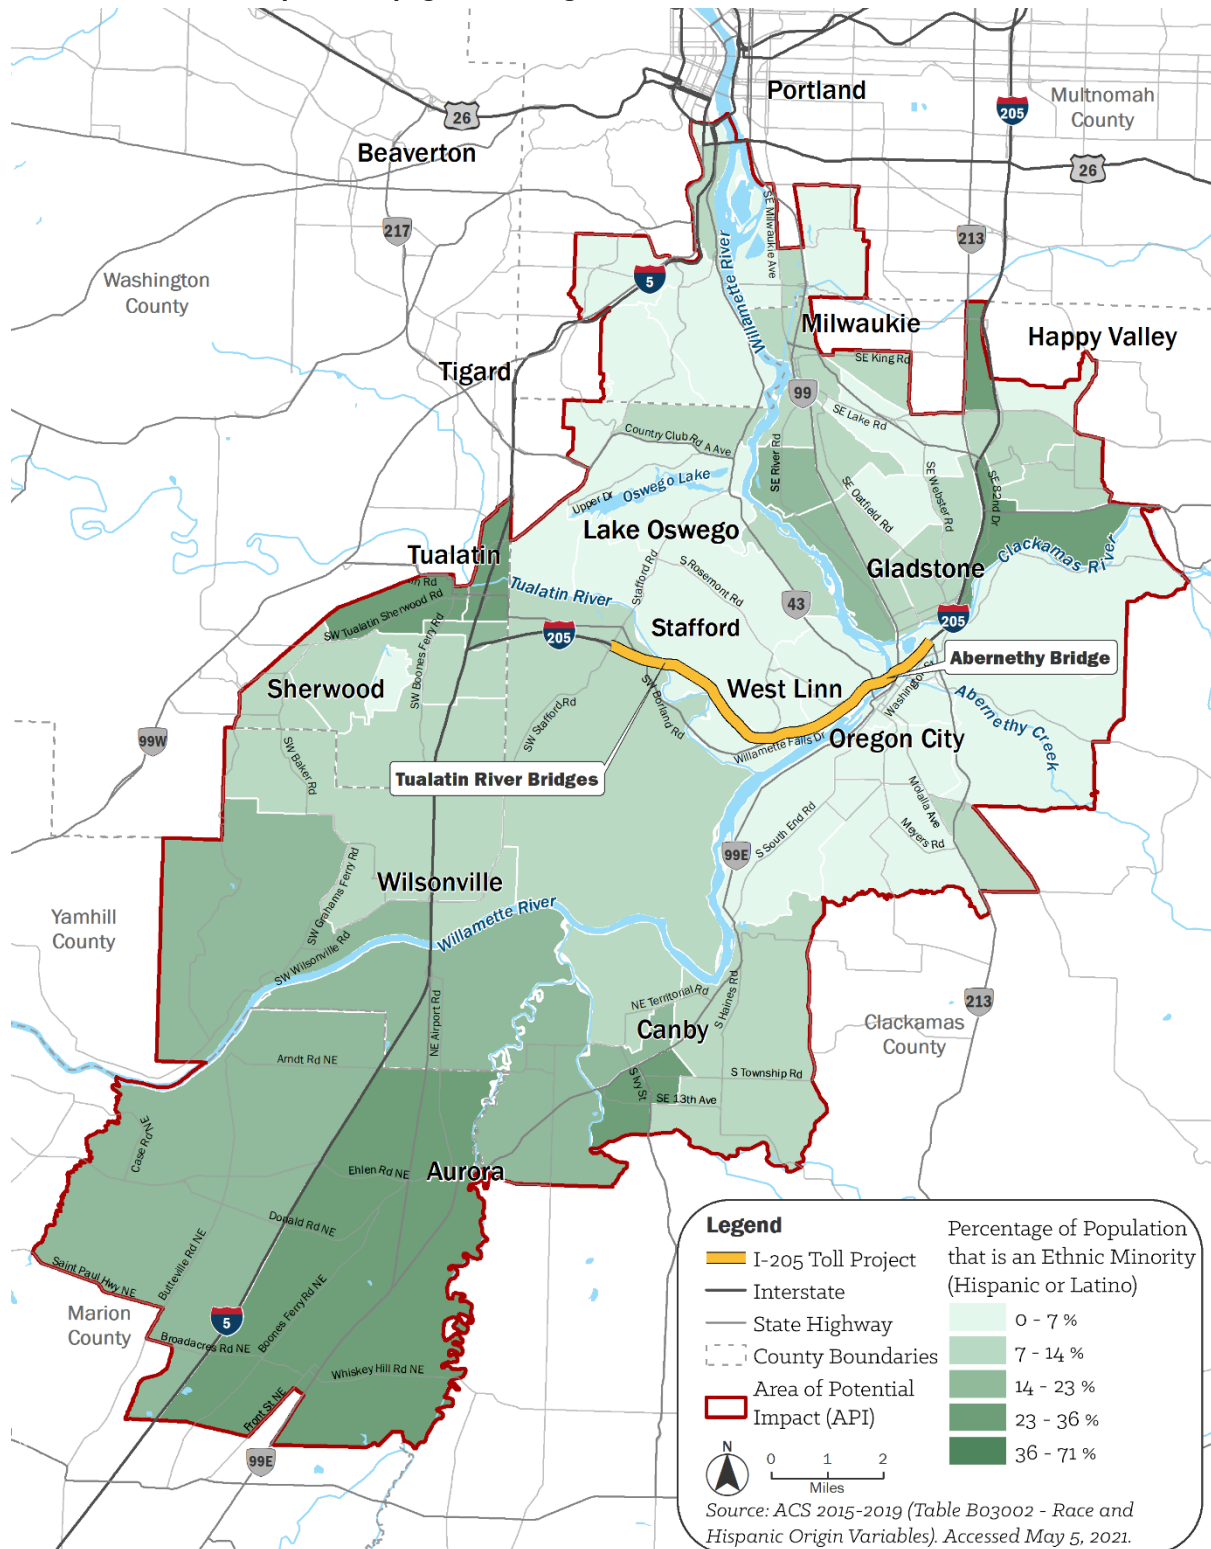 Portland
Multnomah
County
205
26
Beaverton
26
217
213
Washington
County
5
SE Milwaukie Ave
Willamette River
Milwaukie
Happy Valley
SE King Rd
Tigard
99
SE Lake Rd
Country Club Rd
A Ave
SE River Rd
SE Oatfield Rd
SE Webster Rd
SE 82nd Dr
Upper Dr
Oswego Lake
Lake Oswego
Tualatin
Gladstone
Clackamas River
Tualatin River
Stafford Rd
S Rosemont Rd
43
SW Tualatin Sherwood Rd
SW Boones Ferry Rd
205
Stafford
205
Abernethy Bridge
Sherwood
West Linn
Washington St
Abernethy Creek
SW Borland Rd
SW Stafford Rd
99W
Willamette Falls Dr
Oregon City
SW Baker Rd
Tualatin River Bridges
Molalla Ave
Meyers Rd
S South End Rd
99E
Wilsonville
SW Grahams Ferry Rd
Yamhill
County
Willamette River
SW Wilsonville Rd
NE Airport Rd
NE Territorial Rd
S Haines Rd
213
Canby
Clackamas
County
Arndt Rd NE
S Ivy St
S Township Rd
SE 13th Ave
Case Rd NE
Ehlen Rd NE
Aurora
Donald Rd NE
Butteville Rd NE
Saint Paul Hwy NE
Marion
County
5
Boones Ferry Rd NE
Broadacres Rd NE
Whiskey Hill Rd NE
Front St NE
99E
Legend
I-205 Toll Project
Interstate
State Highway
County Boundaries
Area of Potential
Impact (API)
N
0 1 2
Miles
Percentage of Population
that is an Ethnic Minority
(Hispanic or Latino)
0 - 7 %
7 - 14 %
14 - 23 %
23 - 36 %
36 - 71 %
Source: ACS 2015-2019 (Table B03002 - Race and
Hispanic Origin Variables). Accessed May 5, 2021.